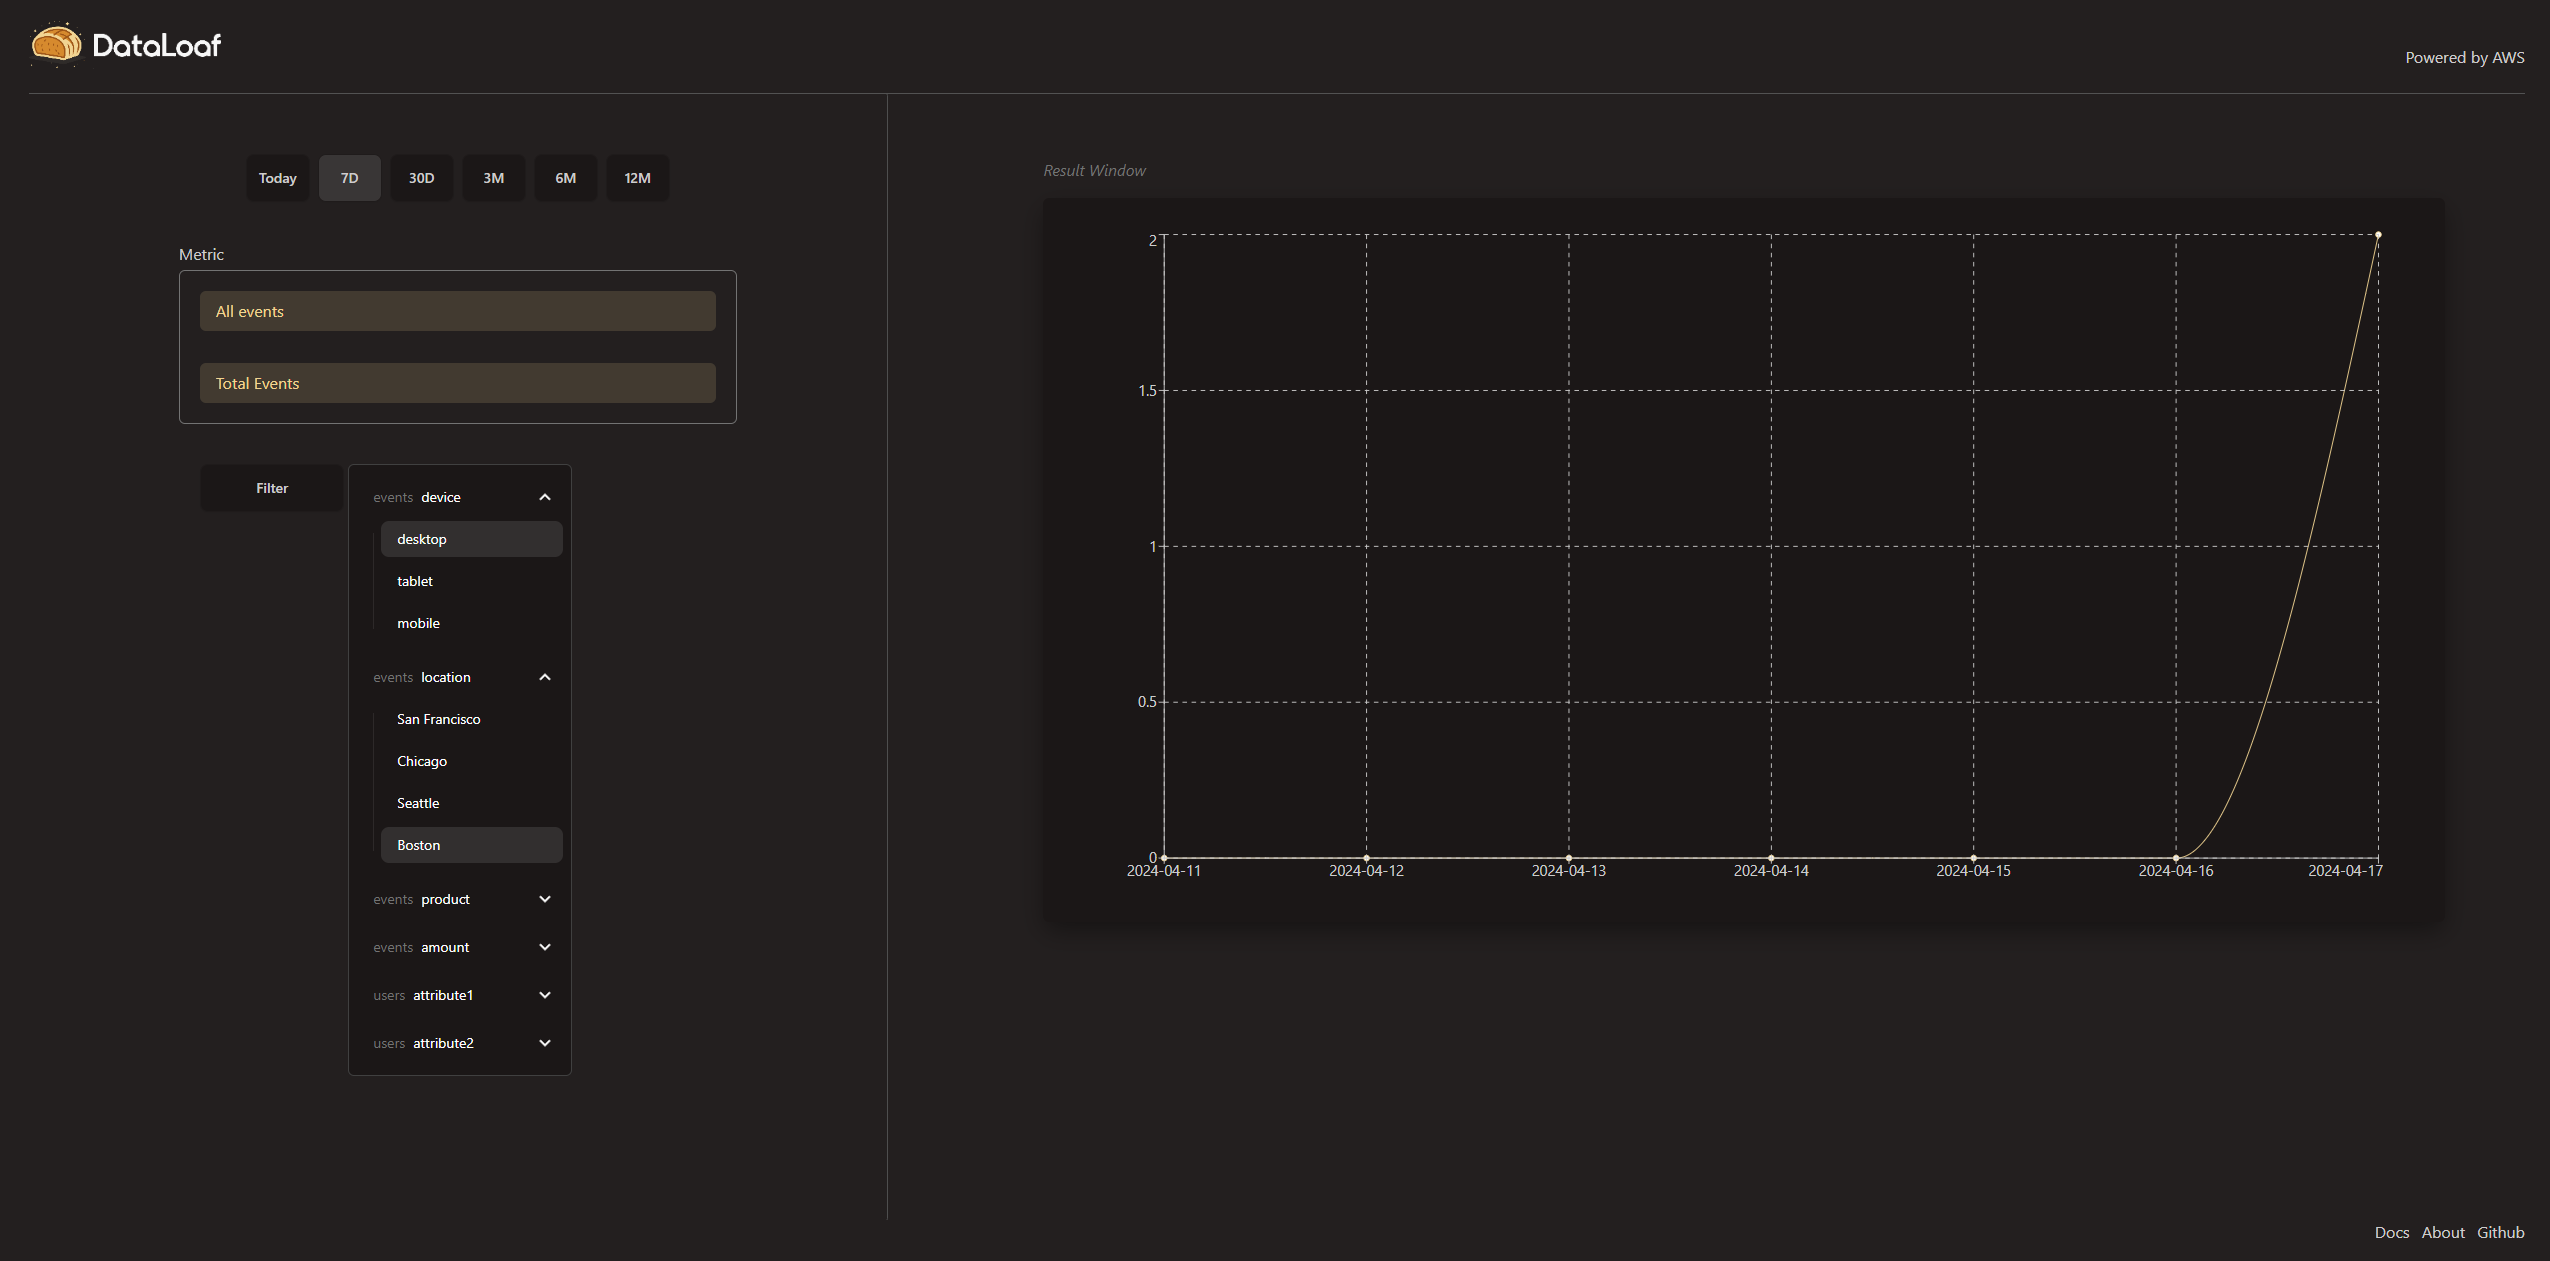 DataLoaf
Powered by AWS
Today 7D 30D 3M 6M 12M
Metric
All events
Total Events
Filter
events device
desktop
tablet
mobile
events location
San Francisco
Chicago
Seattle
Boston
events product
events amount
users attribute1
users attribute2
Result Window
2
1.5
1
0.5
0
2024-04-11 2024-04-12 2024-04-13 2024-04-14 2024-04-15 2024-04-16 2024-04-17
Docs About Github